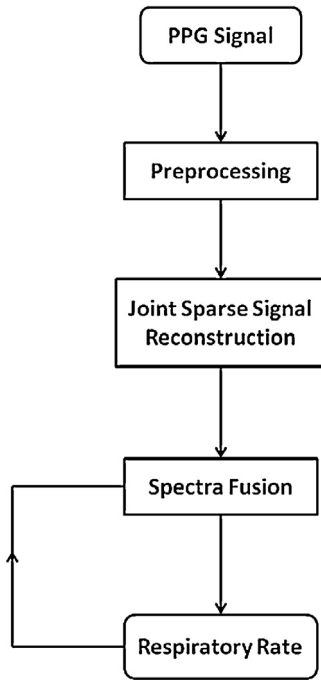 PPG Signal
Preprocessing
Joint Sparse Signal
Reconstruction
Spectra Fusion
Respiratory Rate